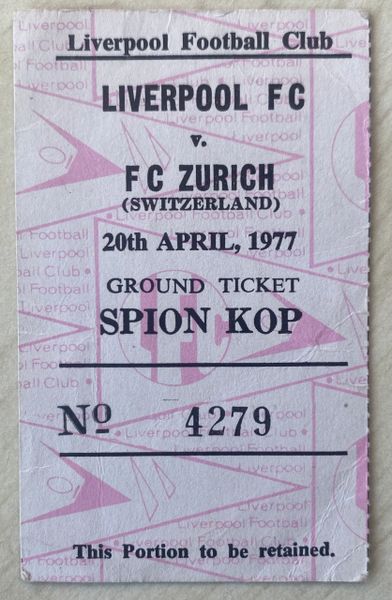 Liverpool Football Club
LIVERPOOL FC
v.
FC ZURICH
(SWITZERLAND)
20th APRIL, 1977
GROUND TICKET
SPION KOP
No 4279
This Portion to be retained.